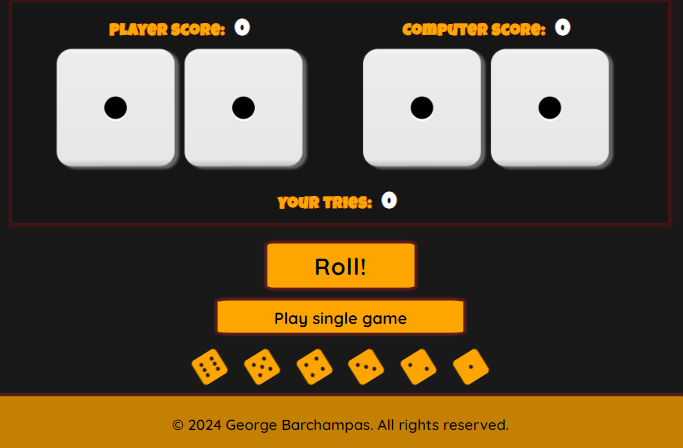 Player Score: 0
Computer Score: 0
Your Tries: 0
Roll!
Play single game
© 2024 George Barchampas. All rights reserved.